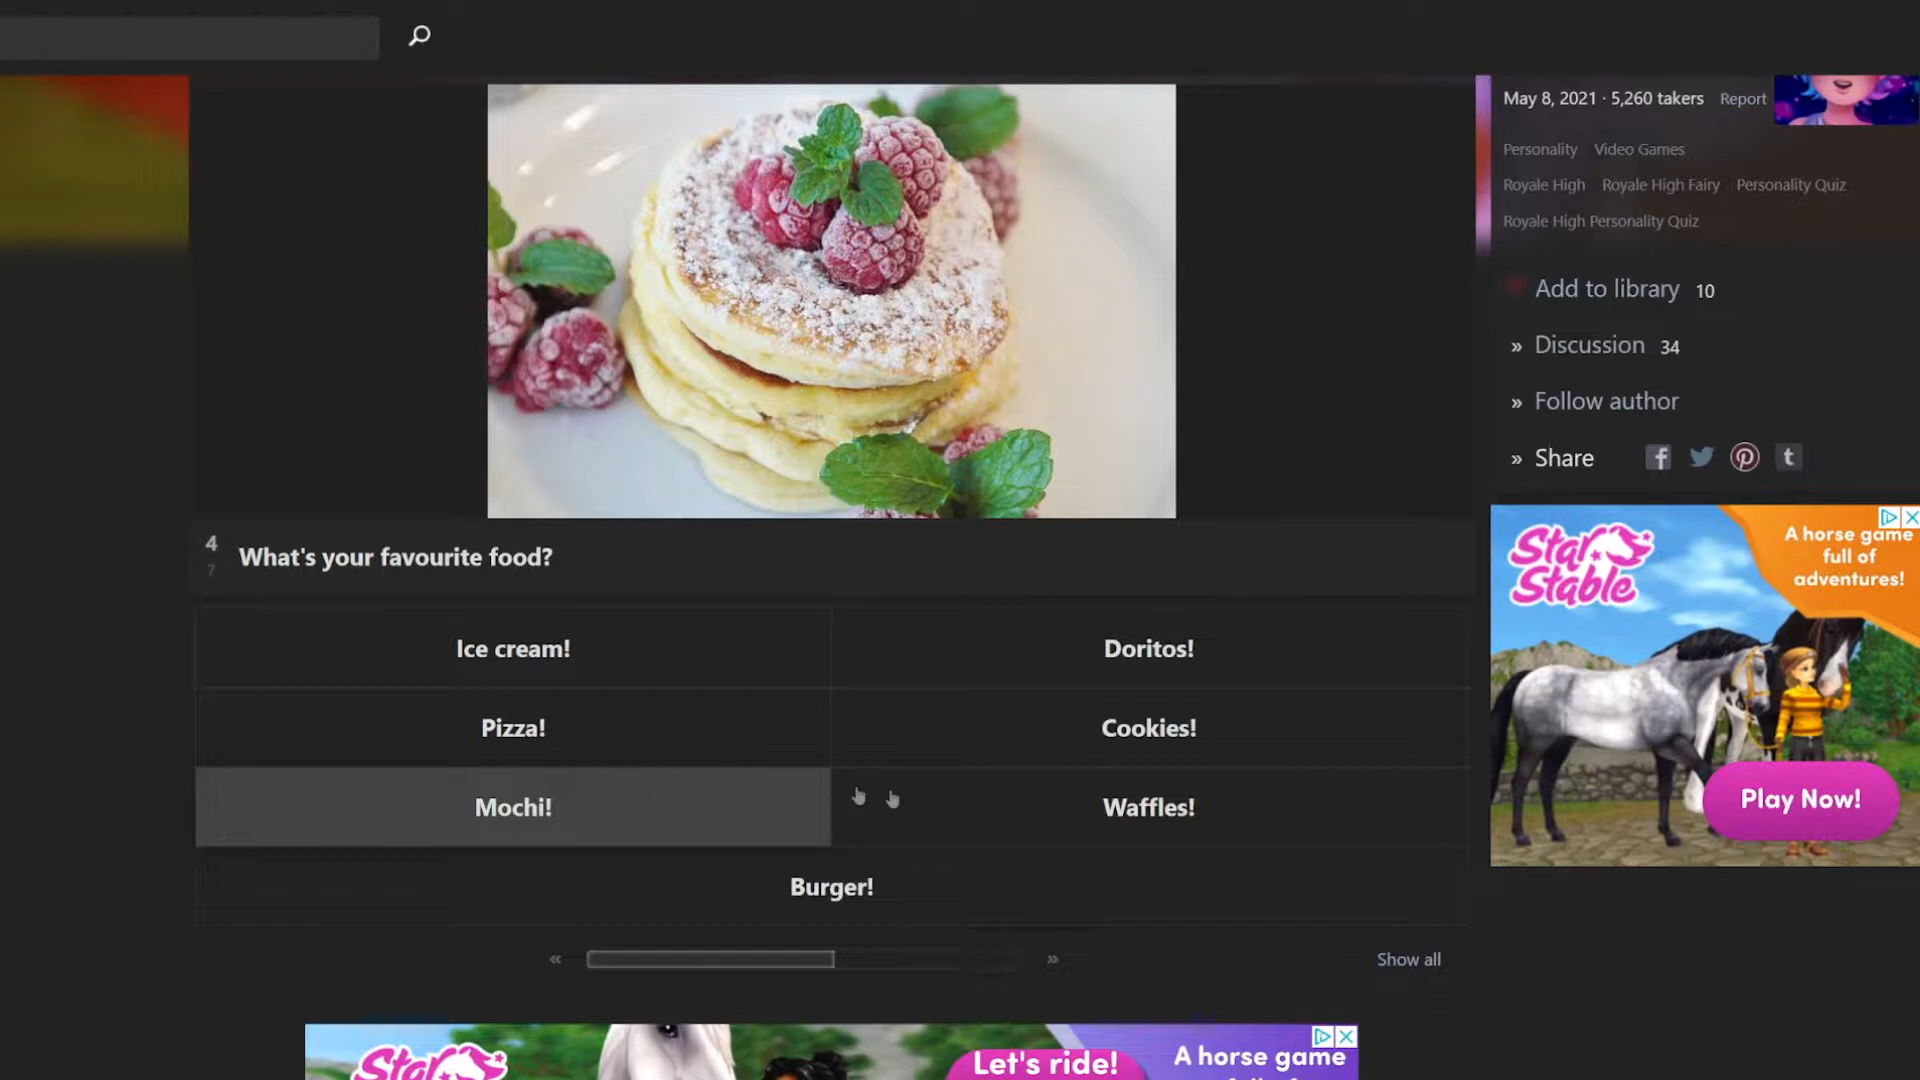 May 8, 2021 · 5,260 takers Report
Personality Video Games
Royale High Royale High Fairy Personality Quiz
Royale High Personality Quiz
Add to library 10
» Discussion 34
» Follow author
» Share
4
7
What's your favourite food?
Ice cream!
Doritos!
Pizza!
Cookies!
Mochi!
Waffles!
Burger!
« »
Show all
Star
Stable
A horse game
full of
adventures!
Play Now!
Star
Let's ride!
A horse game